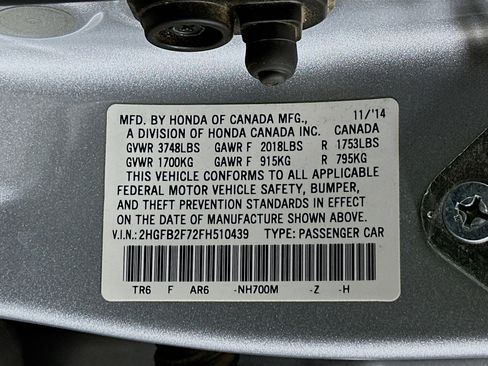 MFD. BY HONDA OF CANADA MFG., 11/'14
A DIVISION OF HONDA CANADA INC. CANADA
GVWR 3748LBS GAWR F 2018LBS R 1753LBS
GVWR 1700KG GAWR F 915KG R 795KG
THIS VEHICLE CONFORMS TO ALL APPLICABLE
FEDERAL MOTOR VEHICLE SAFETY, BUMPER,
AND THEFT PREVENTION STANDARDS IN EFFECT
ON THE DATE OF MANUFACTURE SHOWN ABOVE.
V.I.N.: 2HGFB2F72FH510439 TYPE: PASSENGER CAR
TR6 F AR6 -NH700M -Z -H